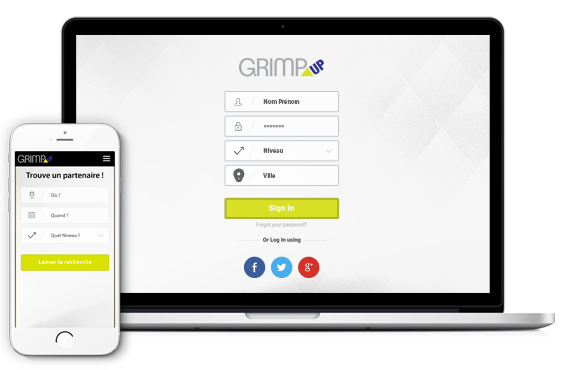 GRIMP UP
Nom Prénom
*******
Niveau
Ville
Sign In
Forgot your password?
Or Log In using
f
g+
GRIMP UP
Trouve un partenaire !
Où ?
Quand ?
Quel Niveau ?
Lancer la recherche